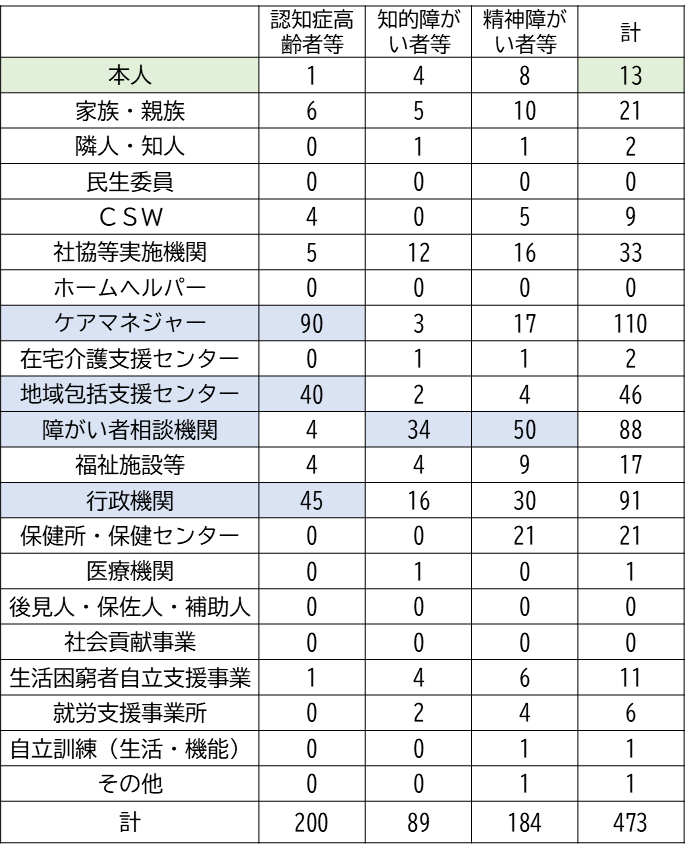 認知症高齢者等 知的障がい者等 精神障がい者等 計
本人 1 4 8 13
家族・親族 6 5 10 21
隣人・知人 0 1 1 2
民生委員 0 0 0 0
ＣＳＷ 4 0 5 9
社協等実施機関 5 12 16 33
ホームヘルパー 0 0 0 0
ケアマネジャー 90 3 17 110
在宅介護支援センター 0 1 1 2
地域包括支援センター 40 2 4 46
障がい者相談機関 4 34 50 88
福祉施設等 4 4 9 17
行政機関 45 16 30 91
保健所・保健センター 0 0 21 21
医療機関 0 1 0 1
後見人・保佐人・補助人 0 0 0 0
社会貢献事業 0 0 0 0
生活困窮者自立支援事業 1 4 6 11
就労支援事業所 0 2 4 6
自立訓練（生活・機能） 0 0 1 1
その他 0 0 1 1
計 200 89 184 473